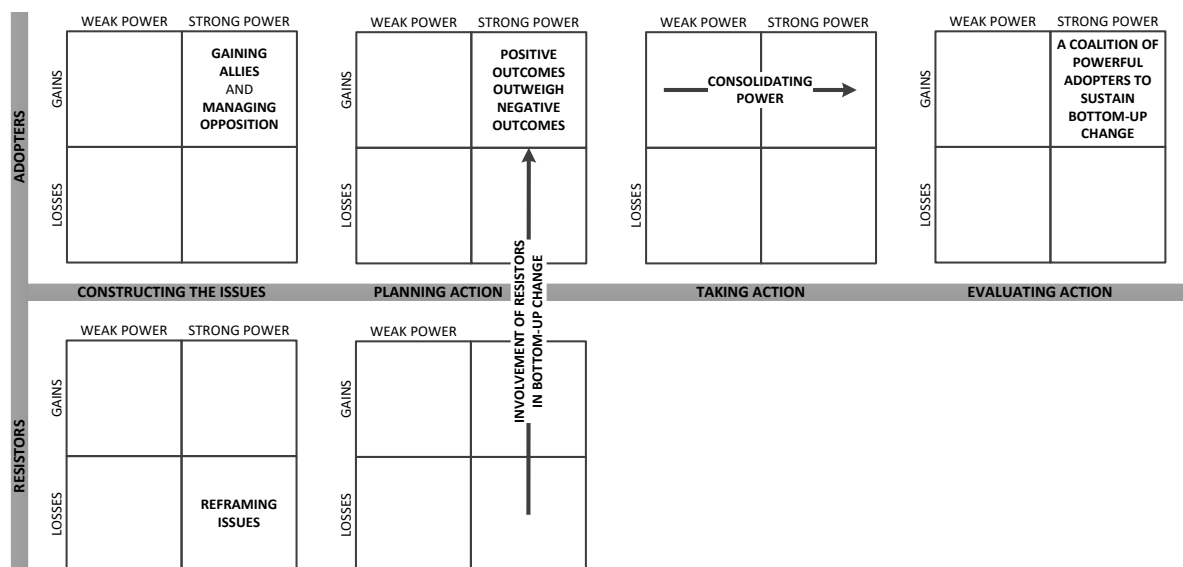 WEAK POWER STRONG POWER
GAINING
ALLIES
AND
MANAGING
OPPOSITION
GAINS
LOSSES
WEAK POWER STRONG POWER
POSITIVE
OUTCOMES
OUTWEIGH
NEGATIVE
OUTCOMES
GAINS
LOSSES
WEAK POWER STRONG POWER
CONSOLIDATING
POWER
LOSSES
WEAK POWER STRONG POWER
A COALITION OF
POWERFUL
ADOPTERS TO
SUSTAIN
BOTTOM-UP
CHANGE
GAINS
LOSSES
ADOPTERS
CONSTRUCTING THE ISSUES
PLANNING ACTION
TAKING ACTION
EVALUATING ACTION
INVOLVEMENT OF RESISTORS
IN BOTTOM-UP CHANGE
WEAK POWER STRONG POWER
GAINS
LOSSES
REFRAMING
ISSUES
WEAK POWER
GAINS
LOSSES
RESISTORS